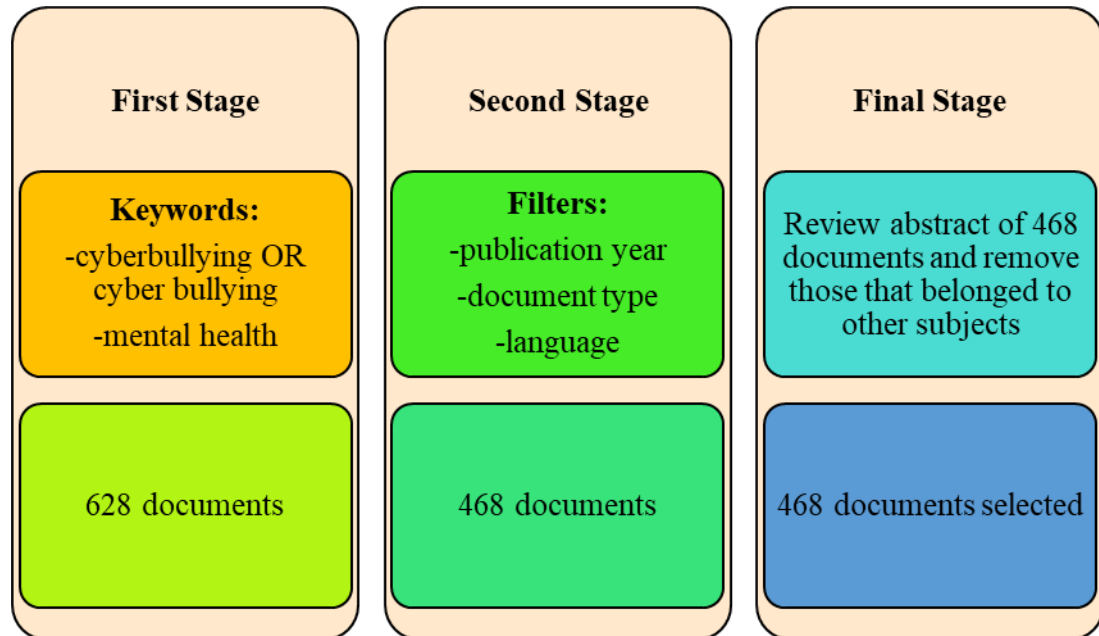 First Stage
Keywords:
-cyberbullying OR
cyber bullying
-mental health
628 documents
Second Stage
Filters:
-publication year
-document type
-language
468 documents
Final Stage
Review abstract of 468
documents and remove
those that belonged to
other subjects
468 documents selected